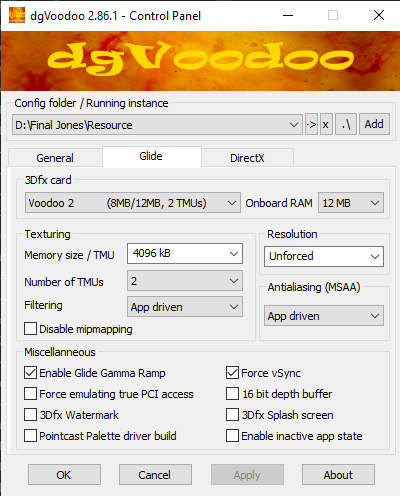 dgVoodoo 2.86.1 - Control Panel
dgVoodoo
Config folder / Running instance
D:\Final Jones\Resource -> x .\ Add
General Glide DirectX
3Dfx card
Voodoo 2 (8MB/12MB, 2 TMUs) Onboard RAM 12 MB
Texturing Resolution
Memory size / TMU 4096 kB Unforced
Number of TMUs 2 Antialiasing (MSAA)
Filtering App driven App driven
Disable mipmapping
Miscellaneous
Enable Glide Gamma Ramp Force vSync
Force emulating true PCI access 16 bit depth buffer
3Dfx Watermark 3Dfx Splash screen
Pointcast Palette driver build Enable inactive app state
OK Cancel Apply About